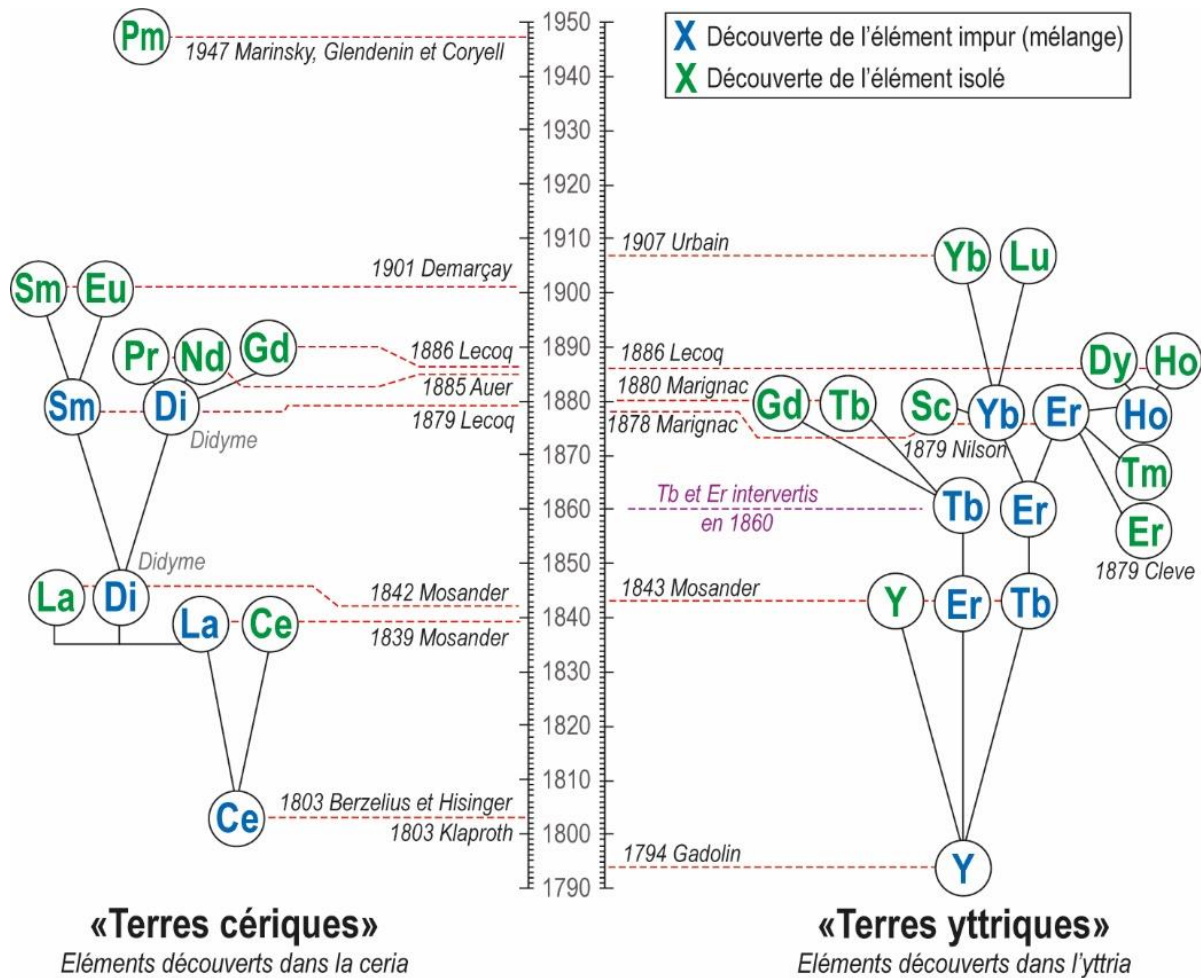 Pm
1947 Marinsky, Glendenin et Coryell
X Découverte de l'élément impur (mélange)
X Découverte de l'élément isolé
1950
1940
1930
1920
1910
1900
1890
1880
1870
1860
1850
1840
1830
1820
1810
1800
1790
Sm Eu
1901 Demarçay
Pr Nd Gd
1886 Lecoq
1885 Auer
Sm Di
1879 Lecoq
Didyme
Didyme
La Di
1842 Mosander
La Ce
1839 Mosander
Ce
1803 Berzelius et Hisinger
1803 Klaproth
1907 Urbain
Yb Lu
1886 Lecoq
Dy Ho
1880 Marignac
Gd Tb Sc Yb Er Ho
1878 Marignac
1879 Nilson
Tm
Tb et Er intervertis
en 1860
Tb Er
Er
1879 Cleve
1843 Mosander
Y Er Tb
1794 Gadolin
Y
«Terres cériques»
Eléments découverts dans la ceria
«Terres yttriques»
Eléments découverts dans l'yttria